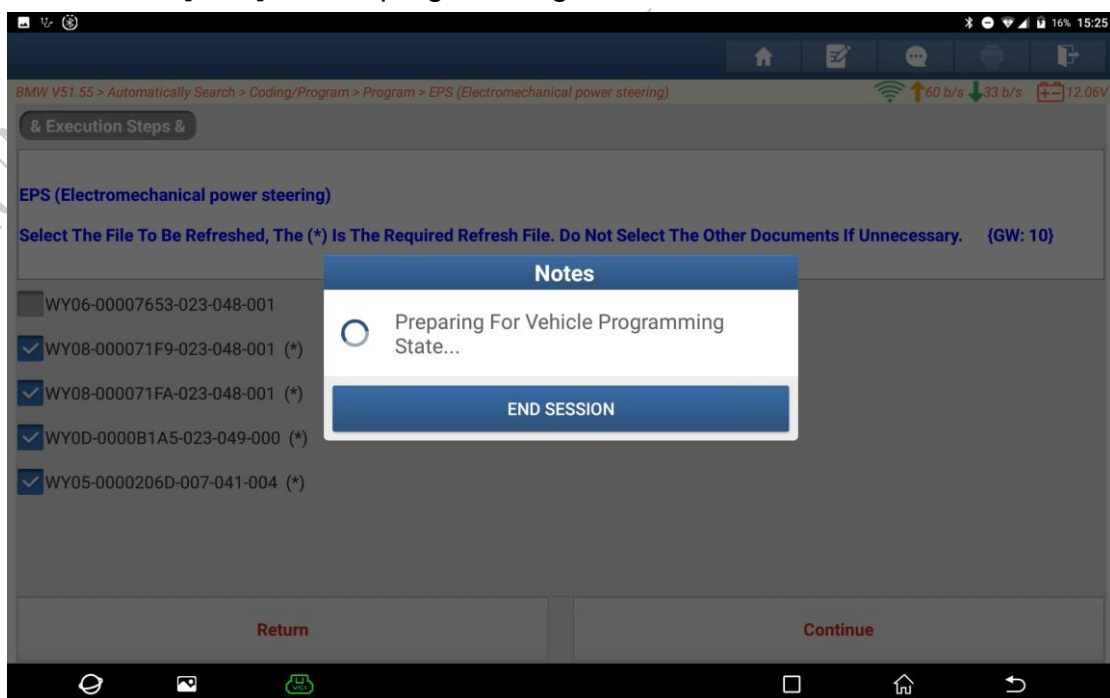 16% 15:25
BMW V51.55 > Automatically Search > Coding/Program > Program > EPS (Electromechanical power steering)
60 b/s 33 b/s 12.06V
& Execution Steps &
EPS (Electromechanical power steering)
Select The File To Be Refreshed, The (*) Is The Required Refresh File. Do Not Select The Other Documents If Unnecessary. {GW: 10}
Notes
Preparing For Vehicle Programming
State...
END SESSION
WY06-00007653-023-048-001
WY08-000071F9-023-048-001 (*)
WY08-000071FA-023-048-001 (*)
WY0D-0000B1A5-023-049-000 (*)
WY05-0000206D-007-041-004 (*)
Return
Continue
VCI